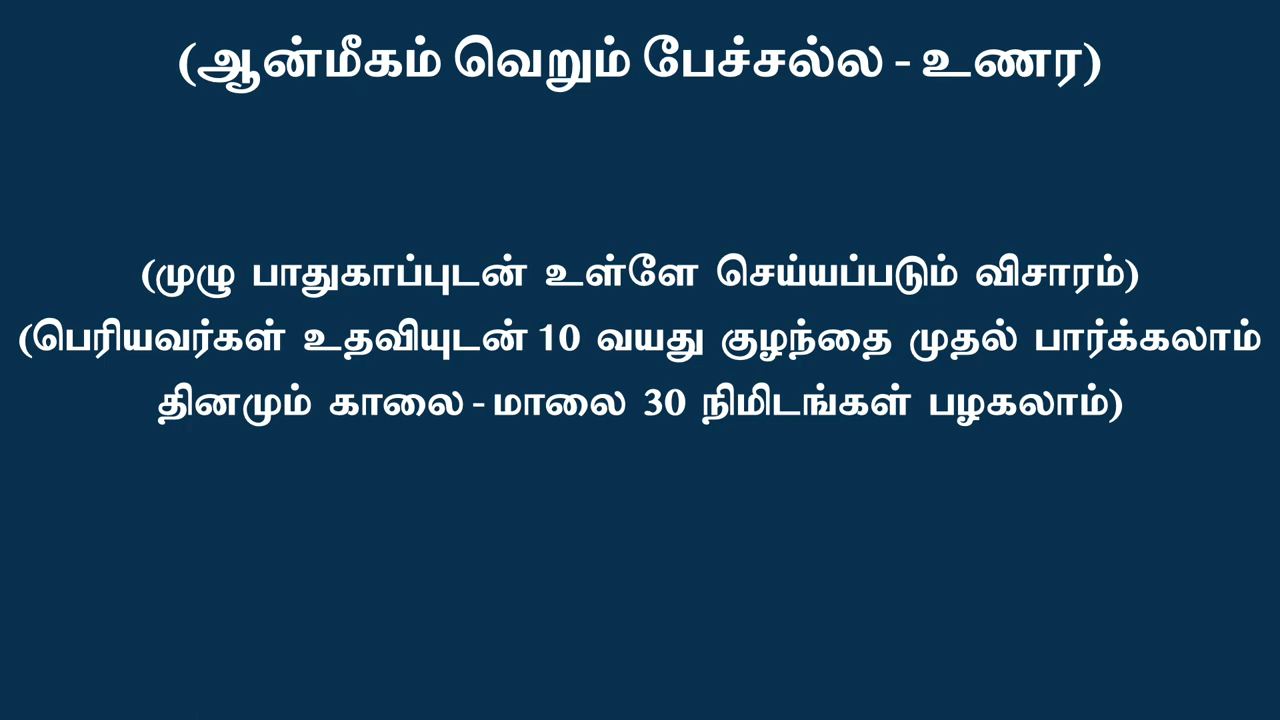 (ஆன்மீகம் வெறும் பேச்சல்ல - உணர)
(முழு பாதுகாப்புடன் உள்ளே செய்யப்படும் விசாரம்)
(பெரியவர்கள் உதவியுடன் 10 வயது குழந்தை முதல் பார்க்கலாம்
தினமும் காலை - மாலை 30 நிமிடங்கள் பழகலாம்)